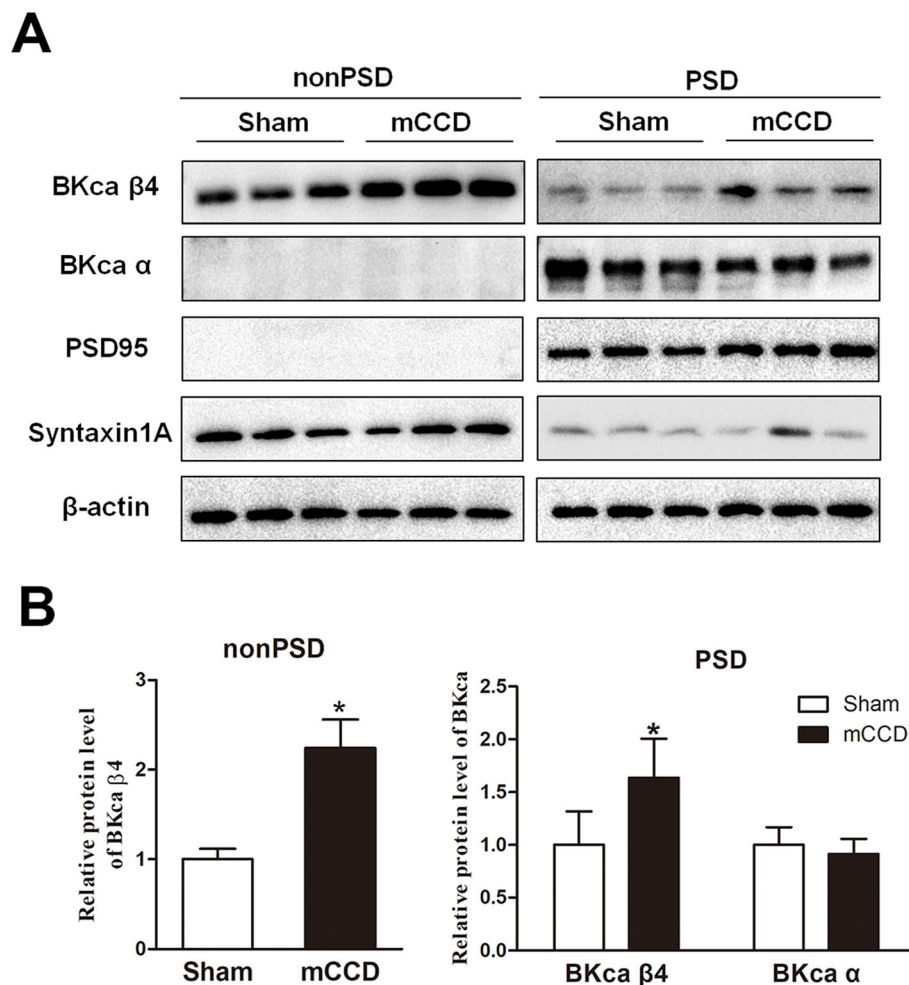 A
nonPSD PSD
Sham mCCD Sham mCCD
BKca β4
BKca α
PSD95
Syntaxin1A
β-actin
B
nonPSD
Relative protein level
of BKca β4
3
2
1
0
*
Sham mCCD
PSD
Relative protein level of BKca
2.5
2.0
1.5
1.0
0.5
0.0
*
Sham
mCCD
BKca β4 BKca α